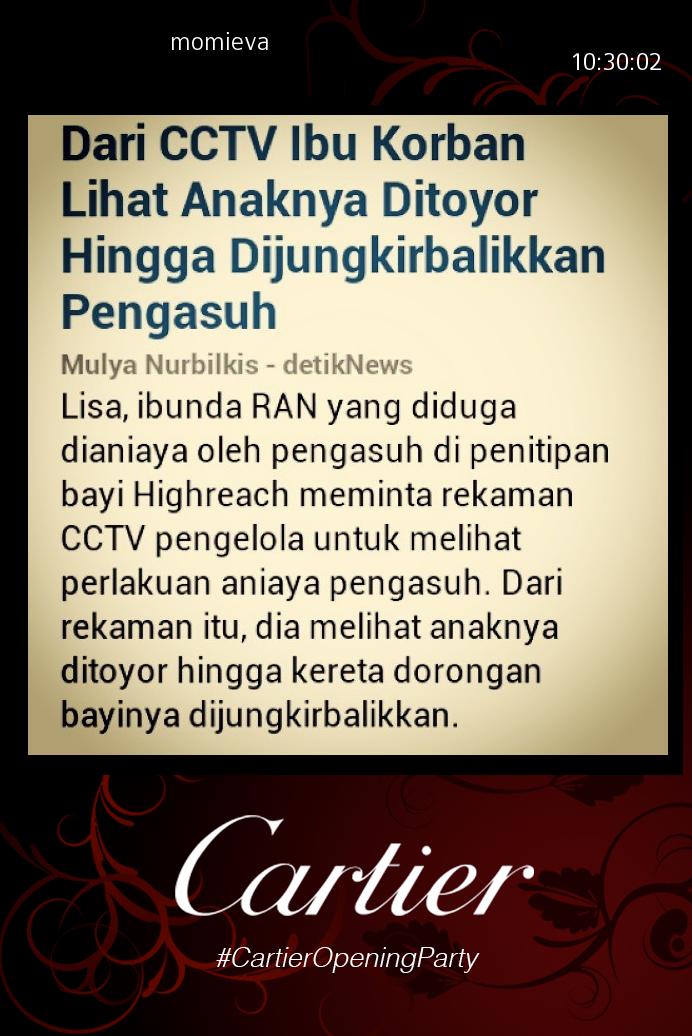 momieva
10:30:02
Dari CCTV Ibu Korban
Lihat Anaknya Ditoyor
Hingga Dijungkirbalikkan
Pengasuh
Mulya Nurbilkis - detikNews
Lisa, ibunda RAN yang diduga
dianiaya oleh pengasuh di penitipan
bayi Highreach meminta rekaman
CCTV pengelola untuk melihat
perlakuan aniaya pengasuh. Dari
rekaman itu, dia melihat anaknya
ditoyor hingga kereta dorongan
bayinya dijungkirbalikkan.
Cartier
#CartierOpeningParty